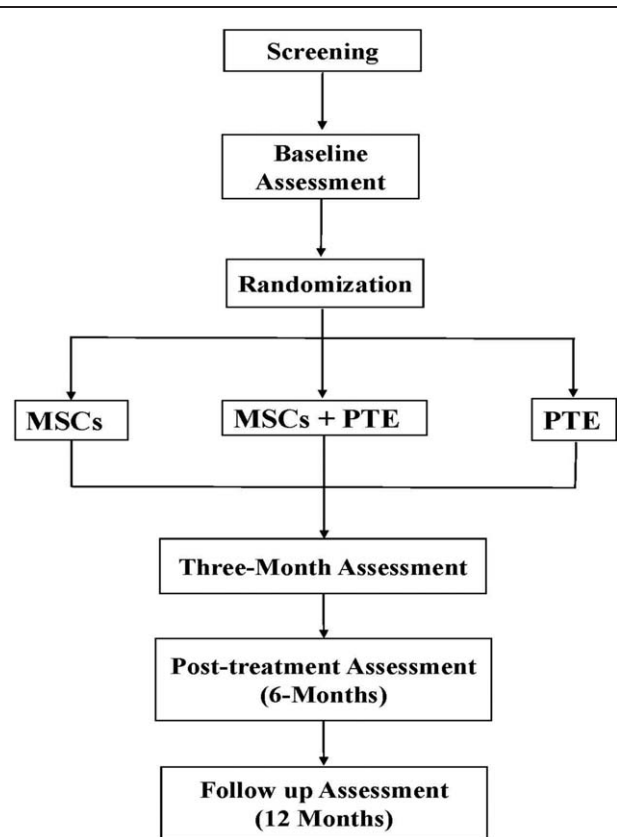 Screening
Baseline
Assessment
Randomization
MSCs
MSCs + PTE
PTE
Three-Month Assessment
Post-treatment Assessment
(6-Months)
Follow up Assessment
(12 Months)